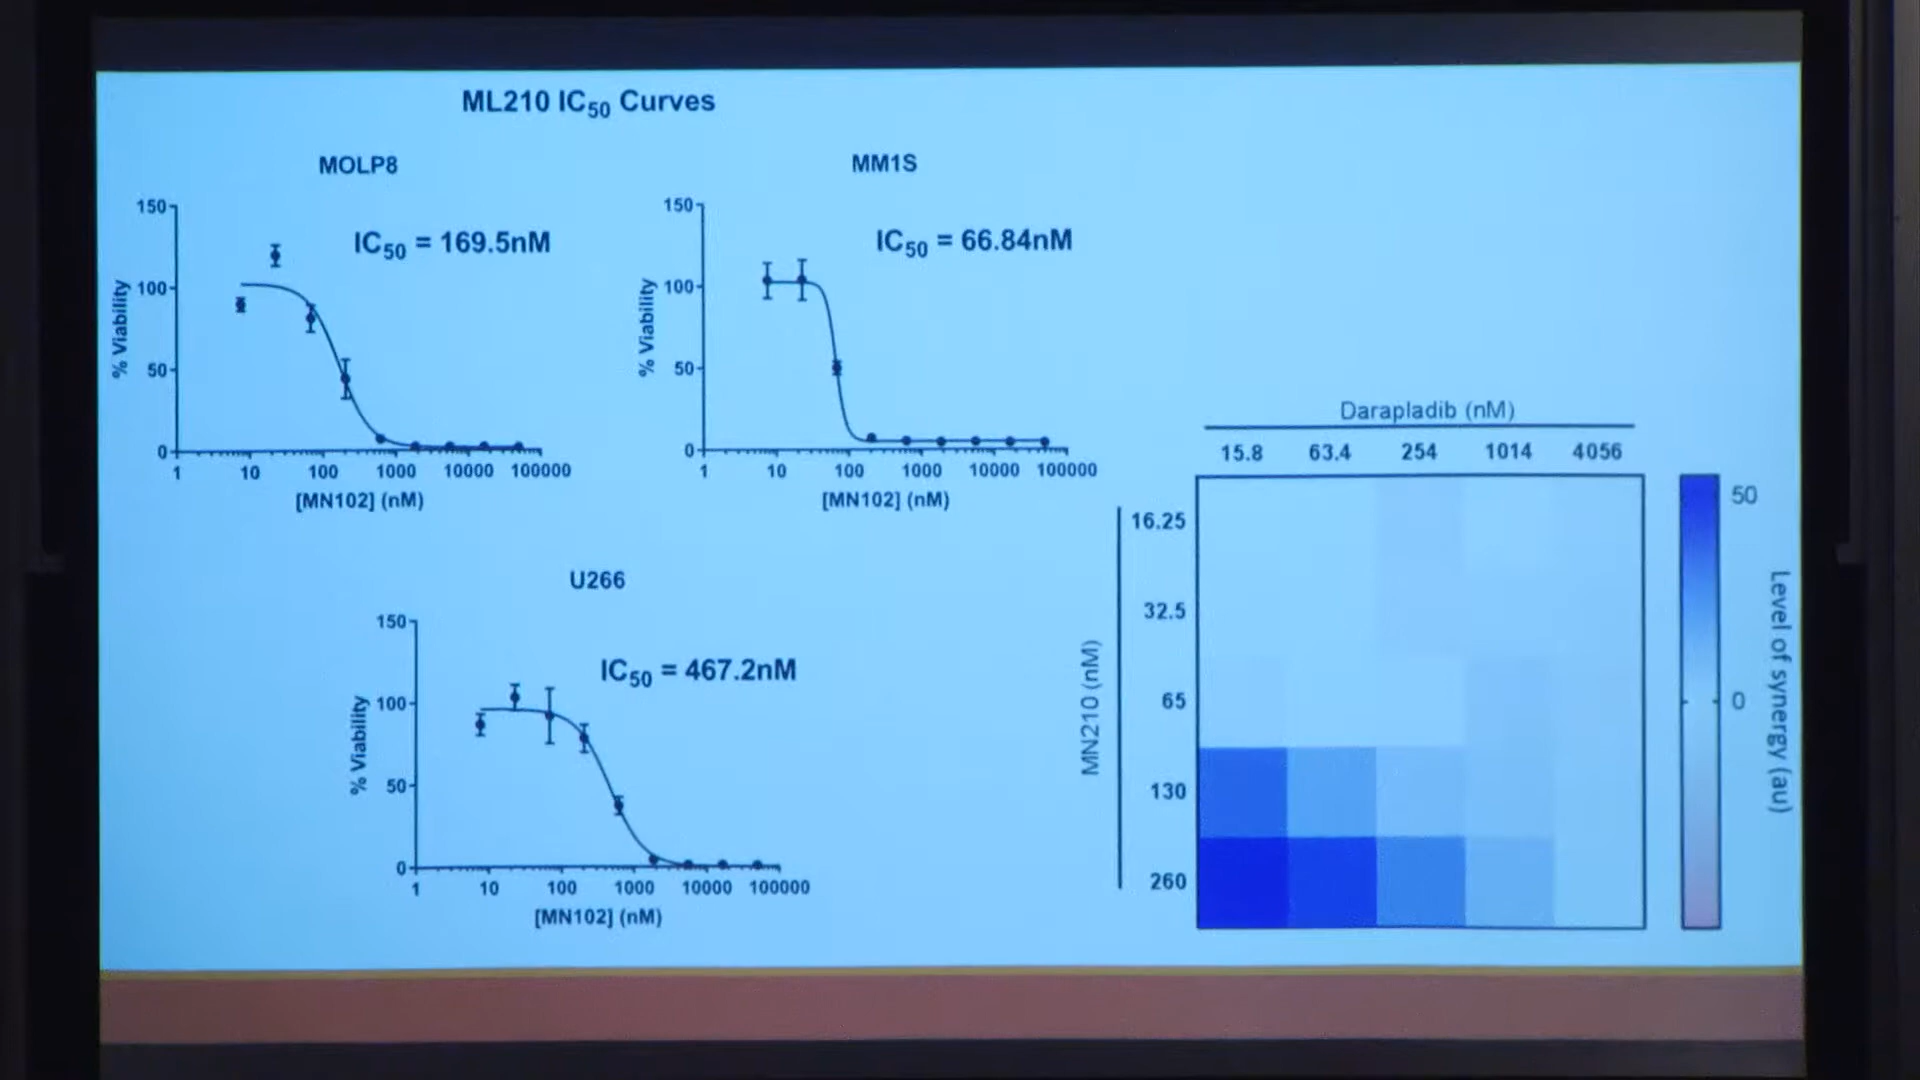 ML210 IC50 Curves
MOLP8
IC50 = 169.5nM
% Viability
150
100
50
0
1 10 100 1000 10000 100000
[MN102] (nM)
MM1S
IC50 = 66.84nM
% Viability
150
100
50
0
1 10 100 1000 10000 100000
[MN102] (nM)
U266
IC50 = 467.2nM
% Viability
150
100
50
0
1 10 100 1000 10000 100000
[MN102] (nM)
Darapladib (nM)
15.8 63.4 254 1014 4056
MN210 (nM)
16.25
32.5
65
130
260
50
0
Level of synergy (au)